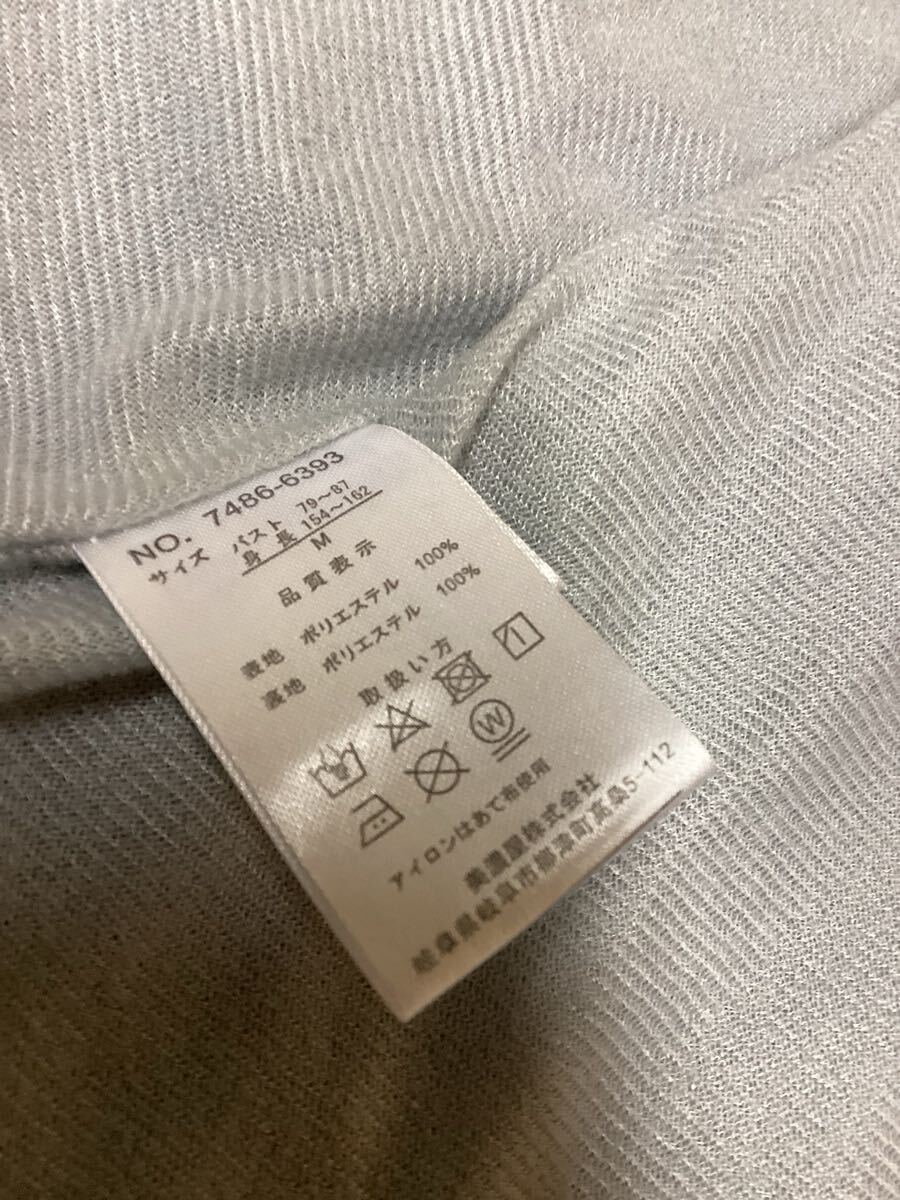 NO. 7486-6393
サイズ バスト 79〜87
身長 154〜162
M
品質表示
表地 ポリエステル 100%
裏地 ポリエステル 100%
取扱い方
W
アイロンはあて布使用
美濃屋株式会社
岐阜県岐阜市柳津町高桑5-112